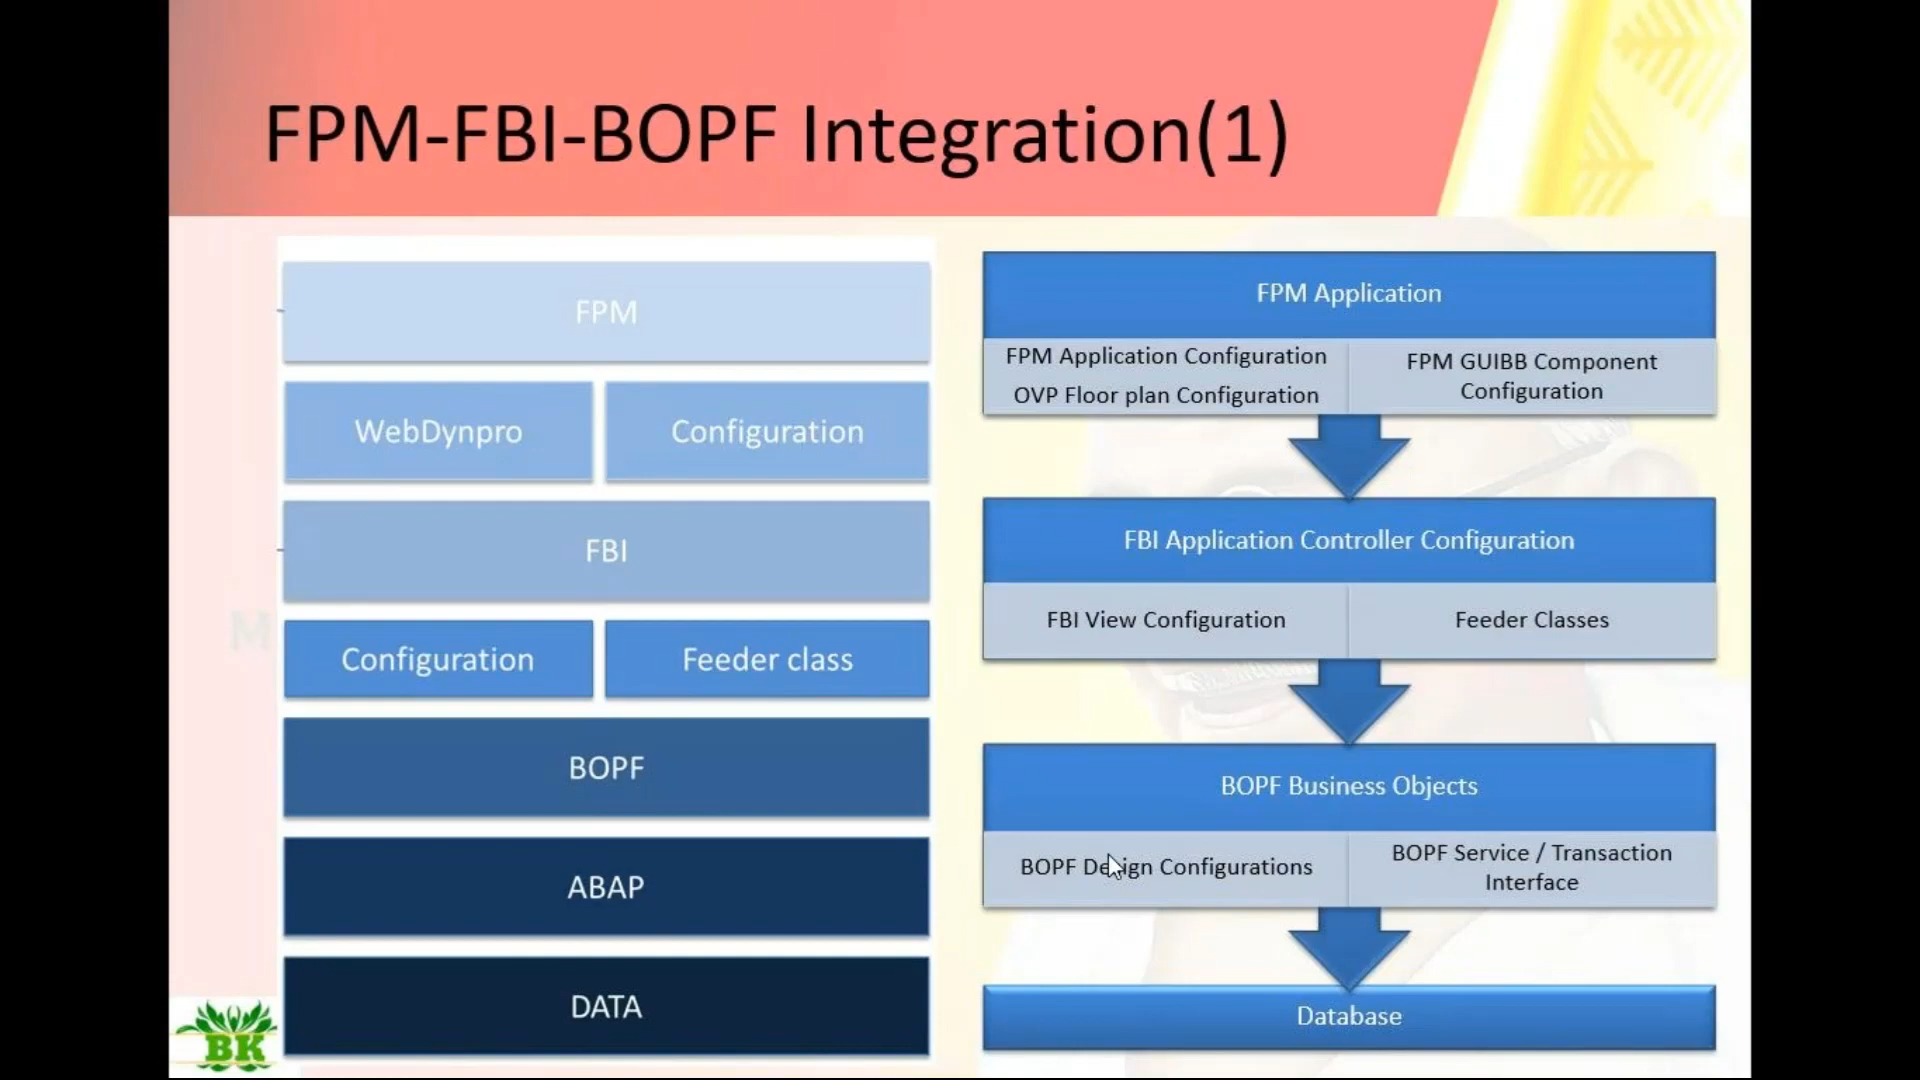 FPM-FBI-BOPF Integration(1)
FPM
WebDynpro
Configuration
FBI
Configuration
Feeder class
BOPF
ABAP
DATA
FPM Application
FPM Application Configuration
OVP Floor plan Configuration
FPM GUIBB Component
Configuration
FBI Application Controller Configuration
FBI View Configuration
Feeder Classes
BOPF Business Objects
BOPF Design Configurations
BOPF Service / Transaction
Interface
Database
M
BK